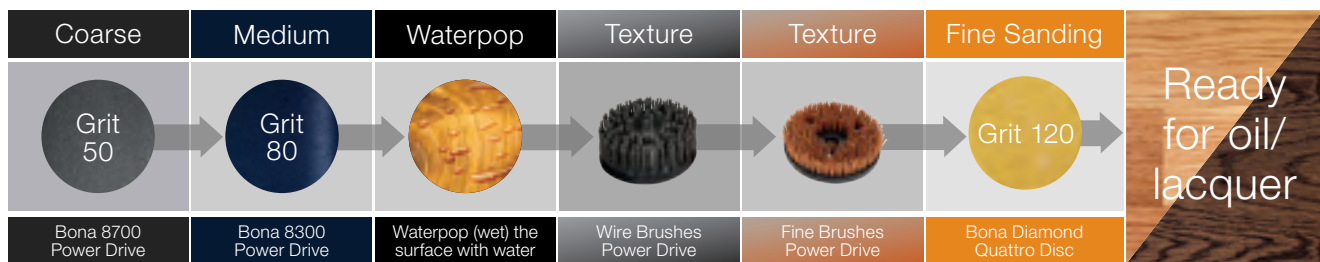 Coarse
Medium
Waterpop
Texture
Texture
Fine Sanding
Grit
50
Grit
80
Grit 120
Ready
for oil/
lacquer
Bona 8700
Power Drive
Bona 8300
Power Drive
Waterpop (wet) the
surface with water
Wire Brushes
Power Drive
Fine Brushes
Power Drive
Bona Diamond
Quattro Disc